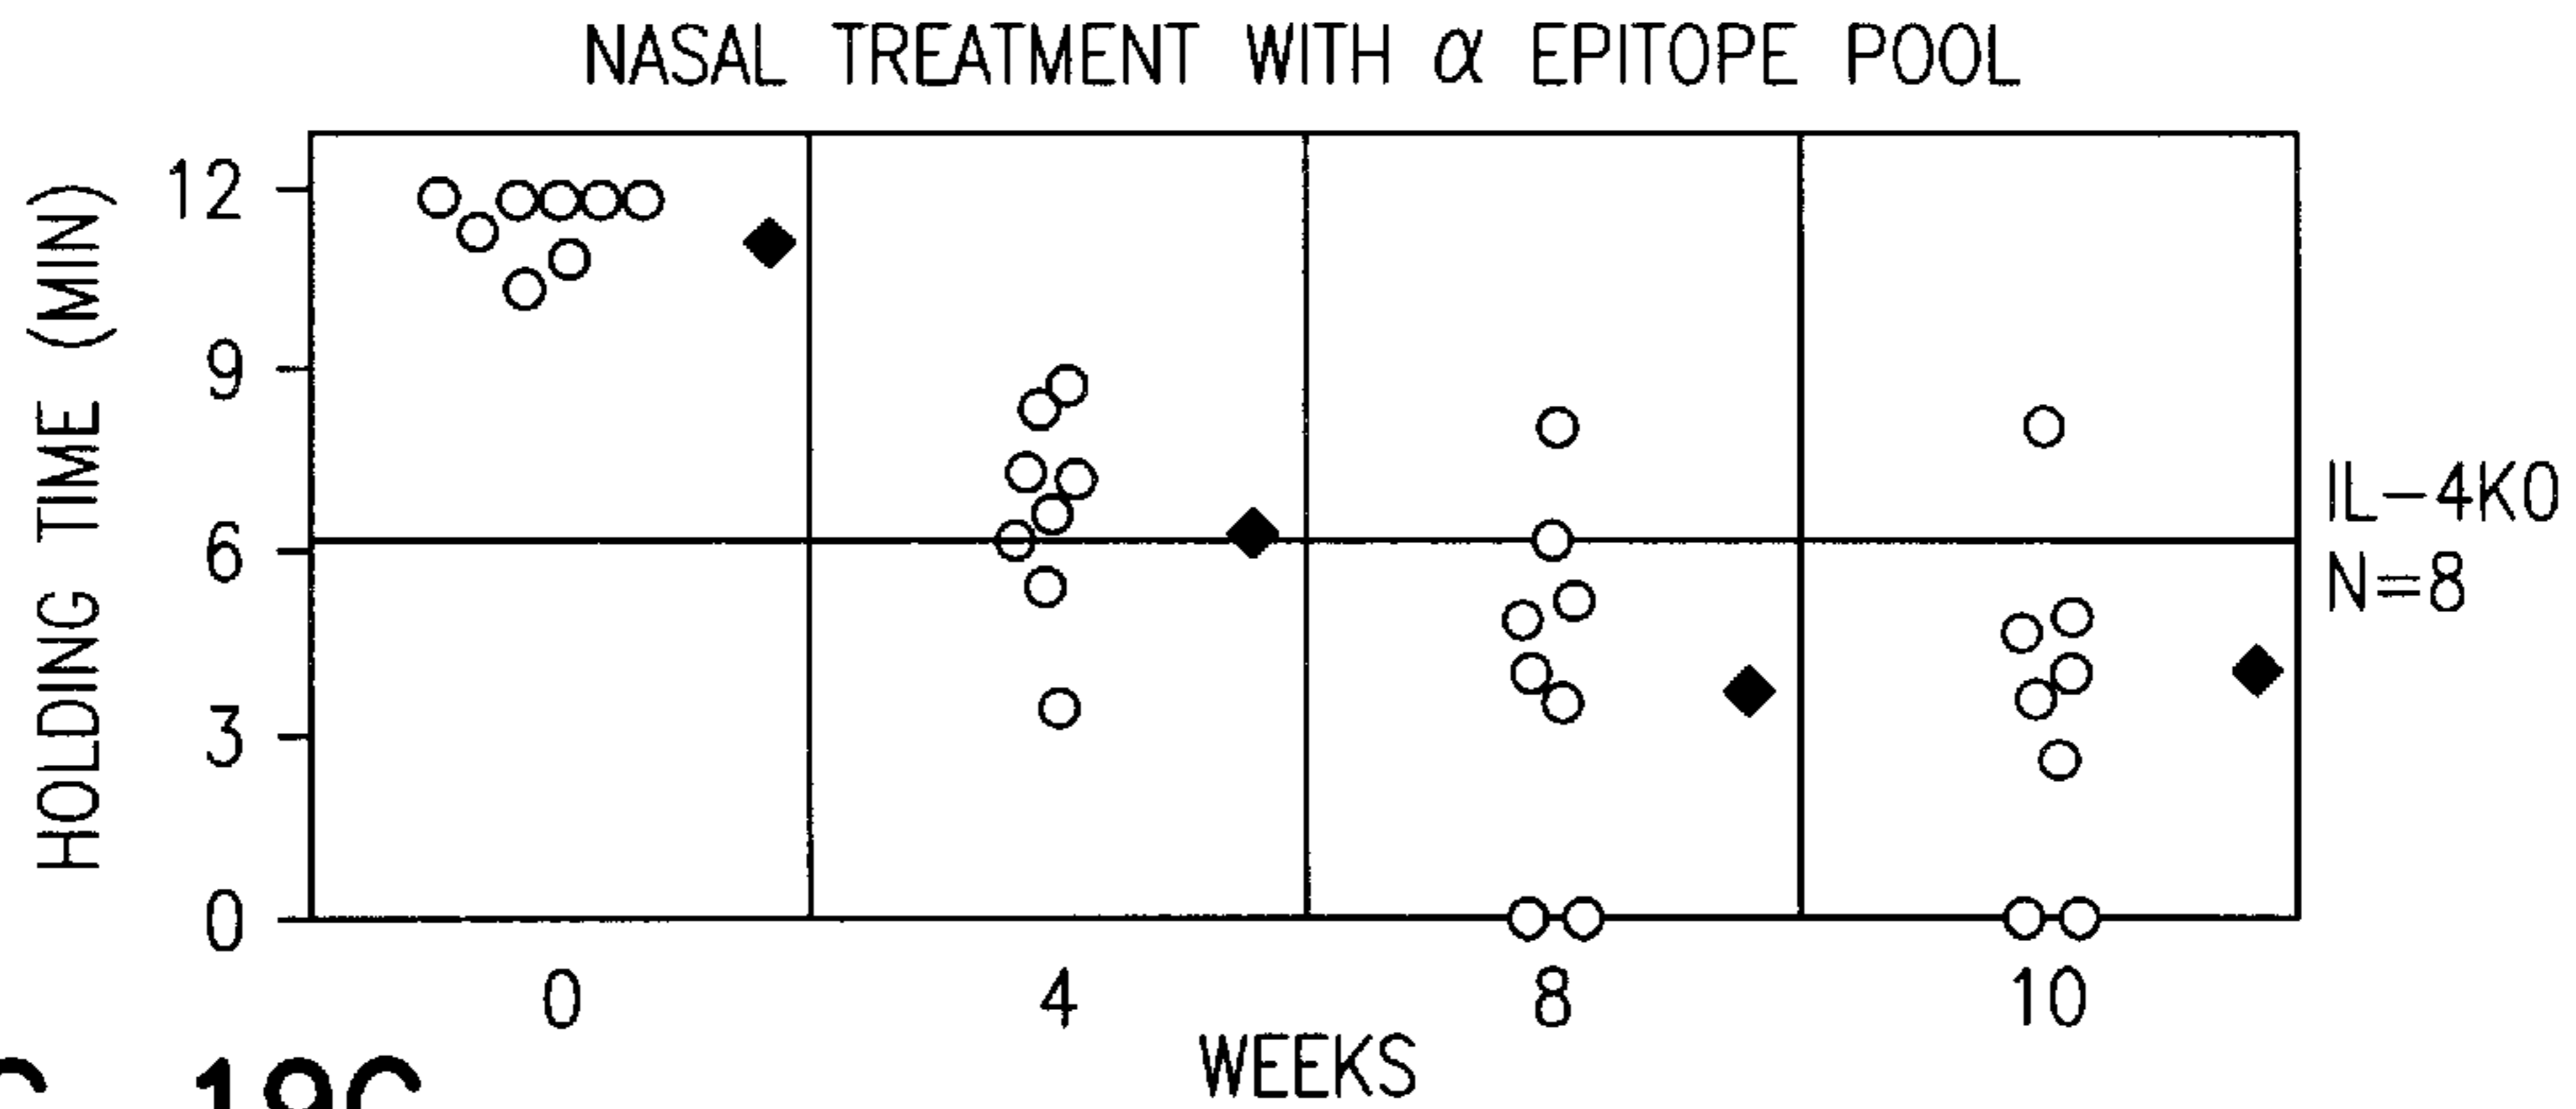 NASAL TREATMENT WITH α EPITOPE POOL
HOLDING TIME (MIN)
12
9
6
3
0
IL-4KO
N=8
0 4 8 10
WEEKS